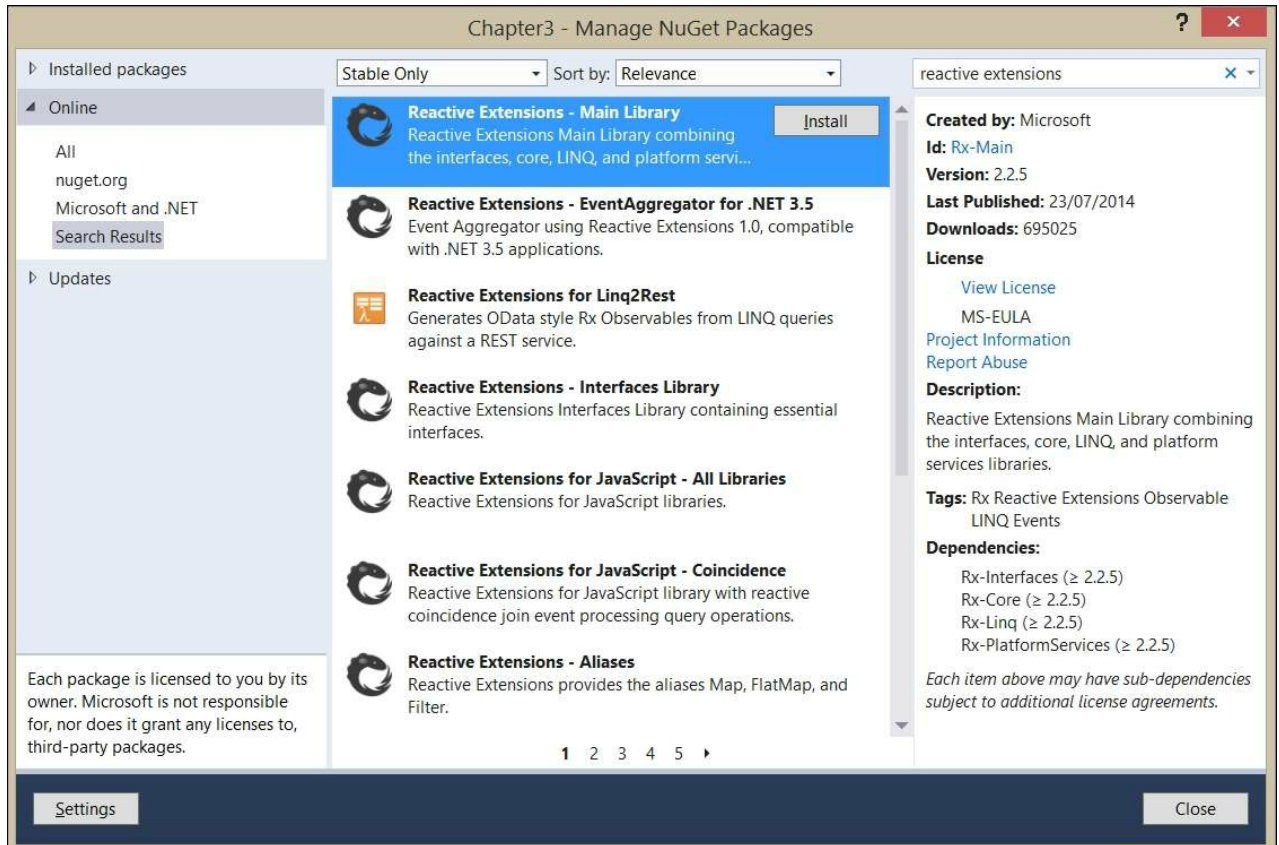 Chapter3 - Manage NuGet Packages
?
Installed packages
Online
All
nuget.org
Microsoft and .NET
Search Results
Updates
Each package is licensed to you by its
owner. Microsoft is not responsible
for, nor does it grant any licenses to,
third-party packages.
Stable Only
Sort by: Relevance
Reactive Extensions - Main Library
Reactive Extensions Main Library combining
the interfaces, core, LINQ, and platform servi...
Install
Reactive Extensions - EventAggregator for .NET 3.5
Event Aggregator using Reactive Extensions 1.0, compatible
with .NET 3.5 applications.
Reactive Extensions for Linq2Rest
Generates OData style Rx Observables from LINQ queries
against a REST service.
Reactive Extensions - Interfaces Library
Reactive Extensions Interfaces Library containing essential
interfaces.
Reactive Extensions for JavaScript - All Libraries
Reactive Extensions for JavaScript libraries.
Reactive Extensions for JavaScript - Coincidence
Reactive Extensions for JavaScript library with reactive
coincidence join event processing query operations.
Reactive Extensions - Aliases
Reactive Extensions provides the aliases Map, FlatMap, and
Filter.
1 2 3 4 5
reactive extensions
Created by: Microsoft
Id: Rx-Main
Version: 2.2.5
Last Published: 23/07/2014
Downloads: 695025
License
View License
MS-EULA
Project Information
Report Abuse
Description:
Reactive Extensions Main Library combining
the interfaces, core, LINQ, and platform
services libraries.
Tags: Rx Reactive Extensions Observable
LINQ Events
Dependencies:
Rx-Interfaces (≥ 2.2.5)
Rx-Core (≥ 2.2.5)
Rx-Linq (≥ 2.2.5)
Rx-PlatformServices (≥ 2.2.5)
Each item above may have sub-dependencies
subject to additional license agreements.
Settings
Close